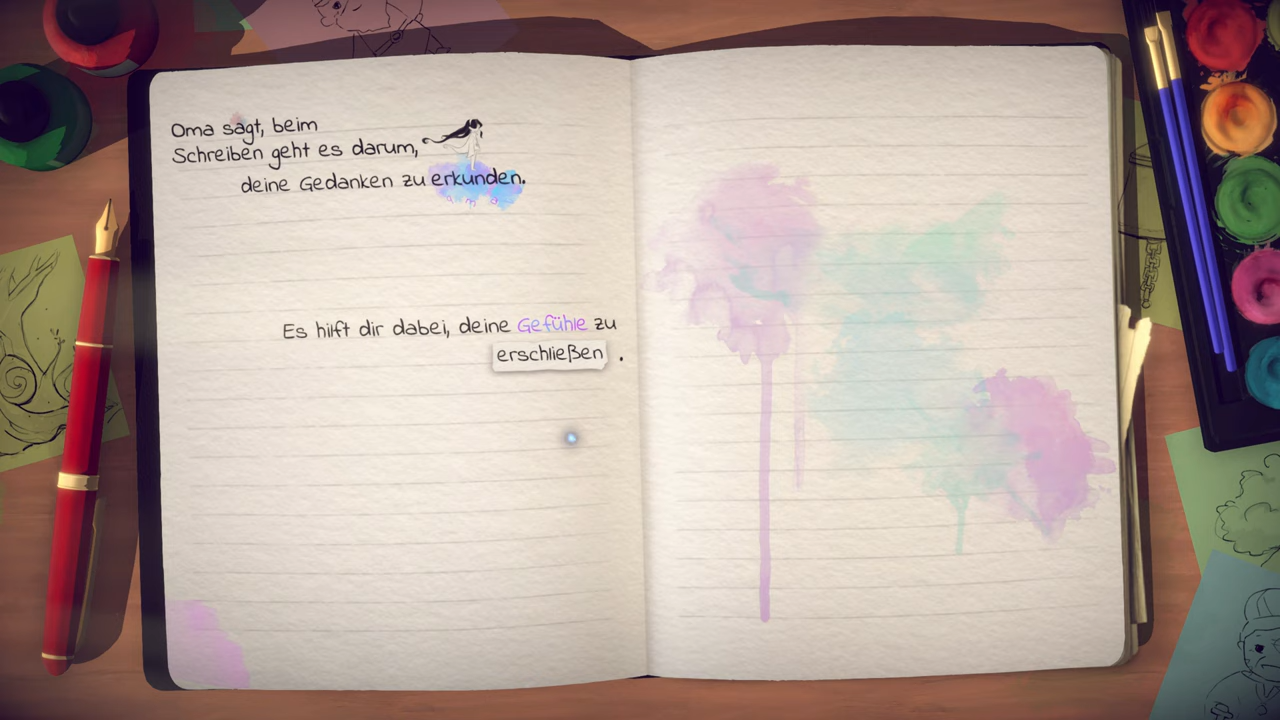 Oma sagt, beim
Schreiben geht es darum,
deine Gedanken zu erkunden.
Es hilft dir dabei, deine Gefühle zu
erschließen .